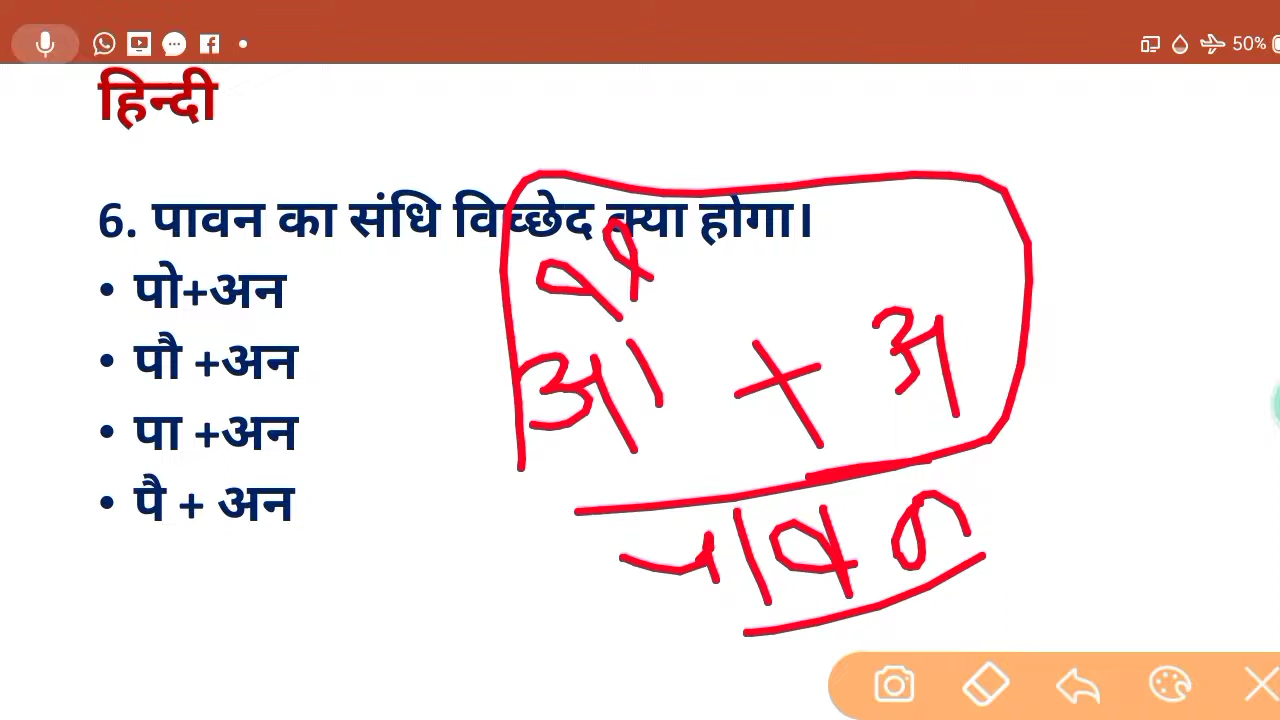 50%
हिन्दी
6. पावन का संधि विच्छेद क्या होगा।
• पो+अन
• पौ +अन
• पा +अन
• पै + अन
+ अ
पावन